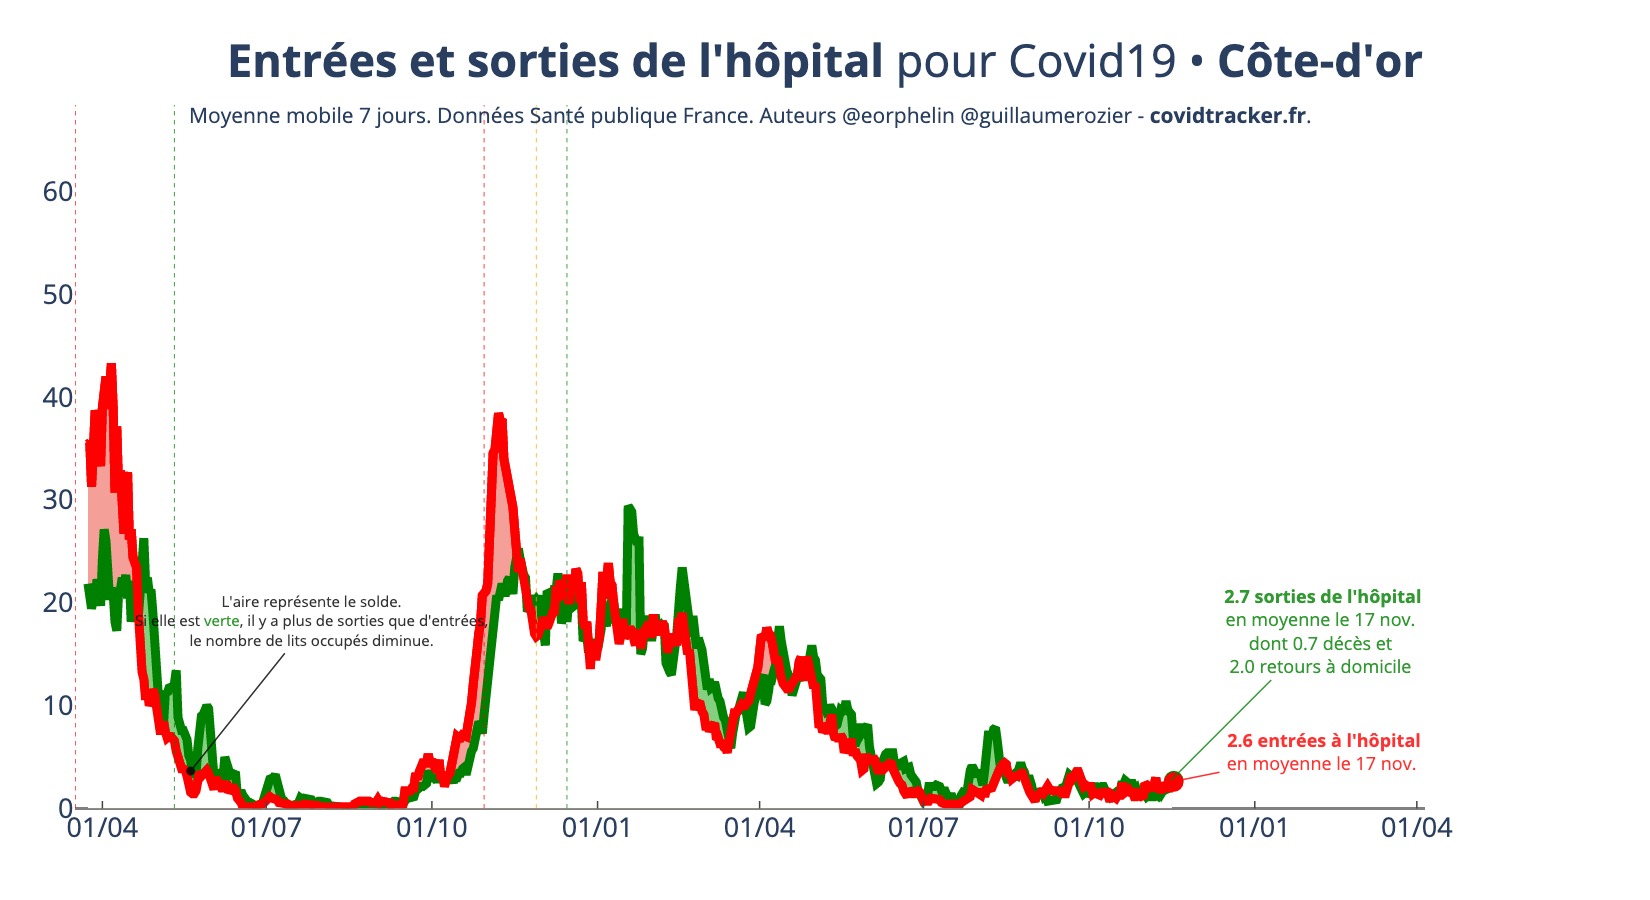 Entrées et sorties de l'hôpital pour Covid19 • Côte-d'or
Moyenne mobile 7 jours. Données Santé publique France. Auteurs @eorphelin @guillaumerozier - covidtracker.fr.
60
50
40
30
20
10
0
L'aire représente le solde.
Si elle est verte, il y a plus de sorties que d'entrées,
le nombre de lits occupés diminue.
2.7 sorties de l'hôpital
en moyenne le 17 nov.
dont 0.7 décès et
2.0 retours à domicile
2.6 entrées à l'hôpital
en moyenne le 17 nov.
01/04 01/07 01/10 01/01 01/04 01/07 01/10 01/01 01/04